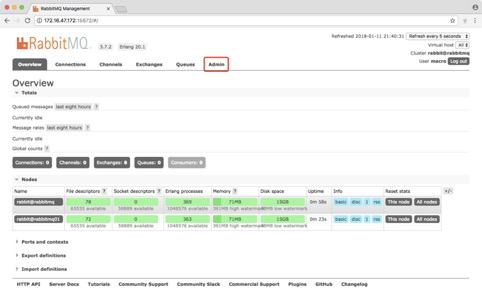 RabbitMQ Management
172.16.47.172:15672/#/
RabbitMQ 3.7.2 Erlang 20.1
Refreshed 2018-01-11 21:40:31 Refresh every 5 seconds
Virtual host All
Cluster rabbit@rabbitmq
User macro Log out
Overview Connections Channels Exchanges Queues Admin
Overview
Totals
Queued messages last eight hours ?
Currently idle
Message rates last eight hours ?
Currently idle
Global counts ?
Connections: 0 Channels: 0 Exchanges: 0 Queues: 0 Consumers: 0
Nodes
Name File descriptors ? Socket descriptors ? Erlang processes Memory ? Disk space Uptime Info Reset stats +/-
rabbit@rabbitmq 78 0 369 71MB 15GB 0m 58s basic disc 1 rss This node All nodes
65535 available 58889 available 1048576 available 391MB high watermark 48MB low watermark
rabbit@rabbitmq01 72 0 363 71MB 15GB 0m 23s basic disc 1 rss This node All nodes
65535 available 58889 available 1048576 available 391MB high watermark 48MB low watermark
Ports and contexts
Export definitions
Import definitions
HTTP API Server Docs Tutorials Community Support Community Slack Commercial Support Plugins GitHub Changelog